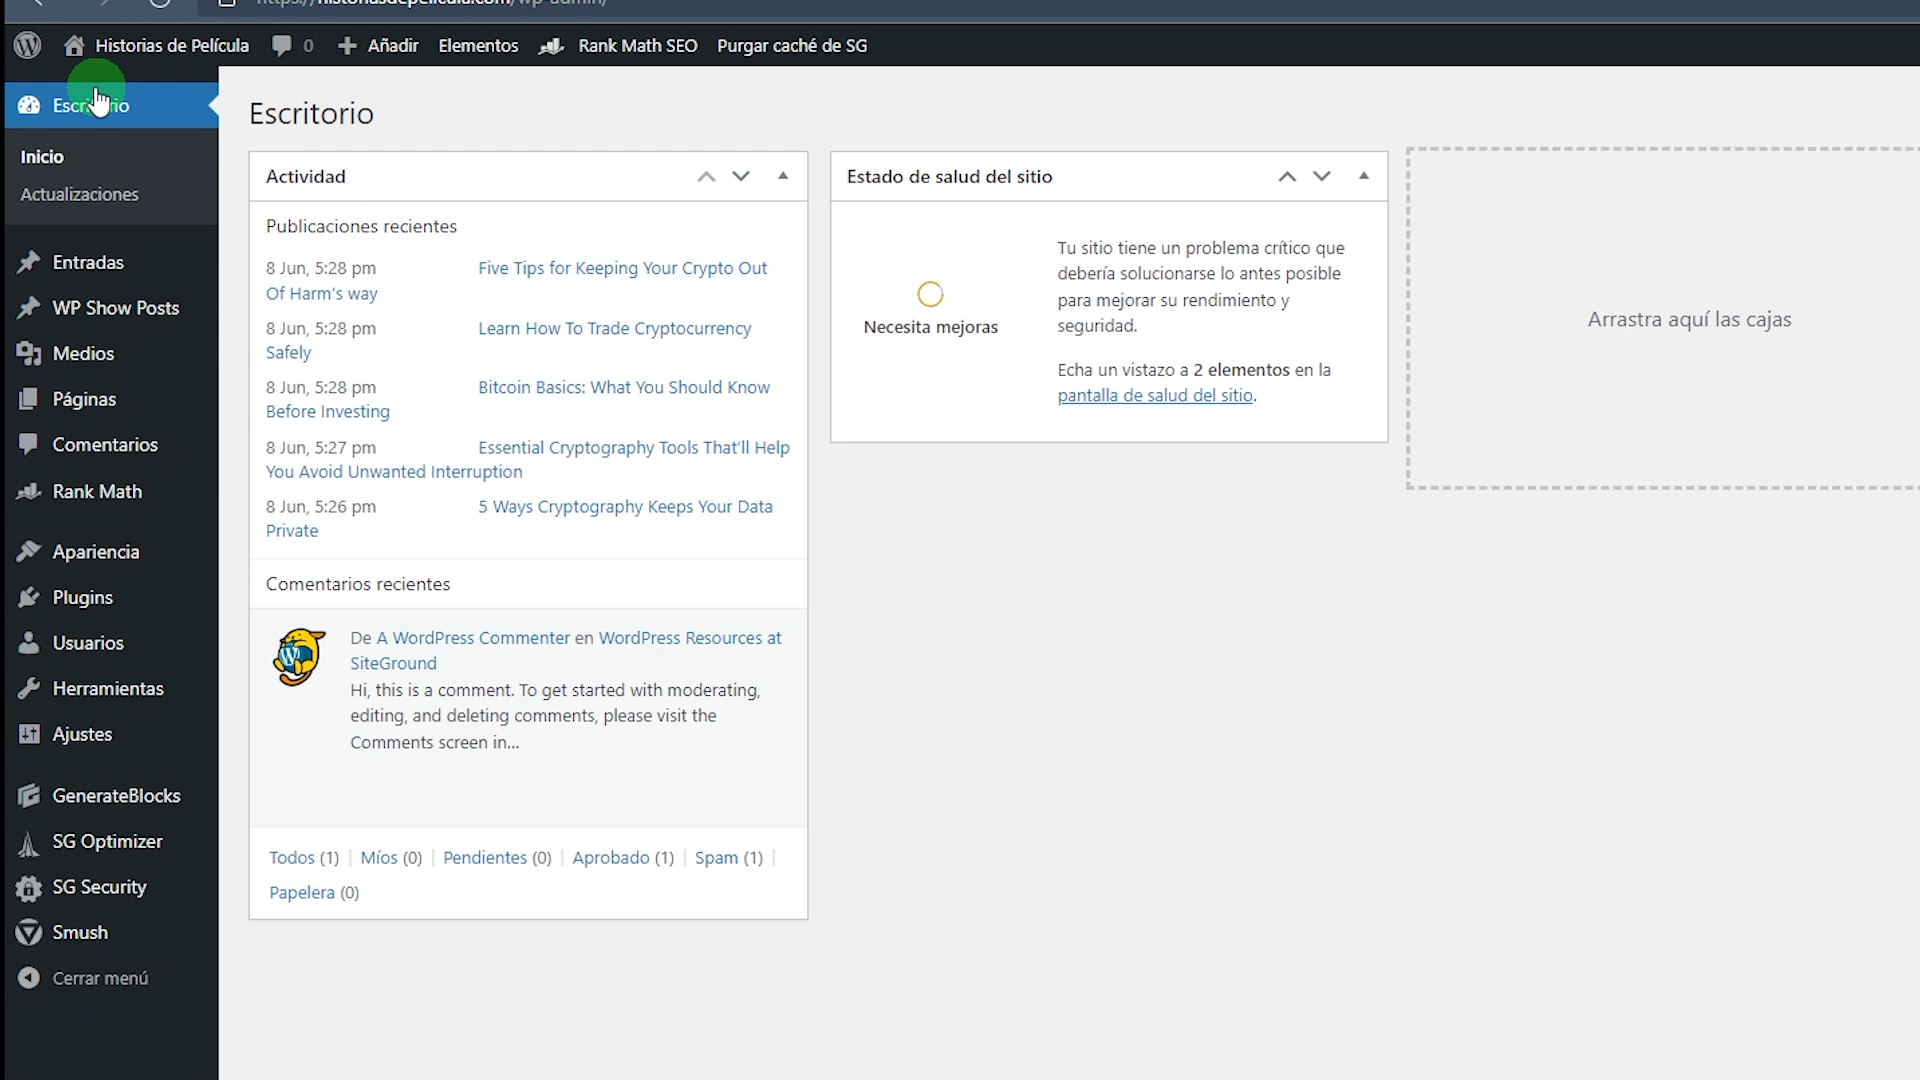 https://historiasdepelicula.com/wp-admin/
Historias de Película 0 Añadir Elementos Rank Math SEO Purgar caché de SG
Escritorio
Inicio
Actualizaciones
Entradas
WP Show Posts
Medios
Páginas
Comentarios
Rank Math
Apariencia
Plugins
Usuarios
Herramientas
Ajustes
GenerateBlocks
SG Optimizer
SG Security
Smush
Cerrar menú
Escritorio
Actividad
Publicaciones recientes
8 Jun, 5:28 pm Five Tips for Keeping Your Crypto Out
Of Harm's way
8 Jun, 5:28 pm Learn How To Trade Cryptocurrency
Safely
8 Jun, 5:28 pm Bitcoin Basics: What You Should Know
Before Investing
8 Jun, 5:27 pm Essential Cryptography Tools That'll Help
You Avoid Unwanted Interruption
8 Jun, 5:26 pm 5 Ways Cryptography Keeps Your Data
Private
Comentarios recientes
De A WordPress Commenter en WordPress Resources at
SiteGround
Hi, this is a comment. To get started with moderating,
editing, and deleting comments, please visit the
Comments screen in...
Todos (1) | Míos (0) | Pendientes (0) | Aprobado (1) | Spam (1) |
Papelera (0)
Estado de salud del sitio
Necesita mejoras
Tu sitio tiene un problema crítico que
debería solucionarse lo antes posible
para mejorar su rendimiento y
seguridad.
Echa un vistazo a 2 elementos en la
pantalla de salud del sitio.
Arrastra aquí las cajas